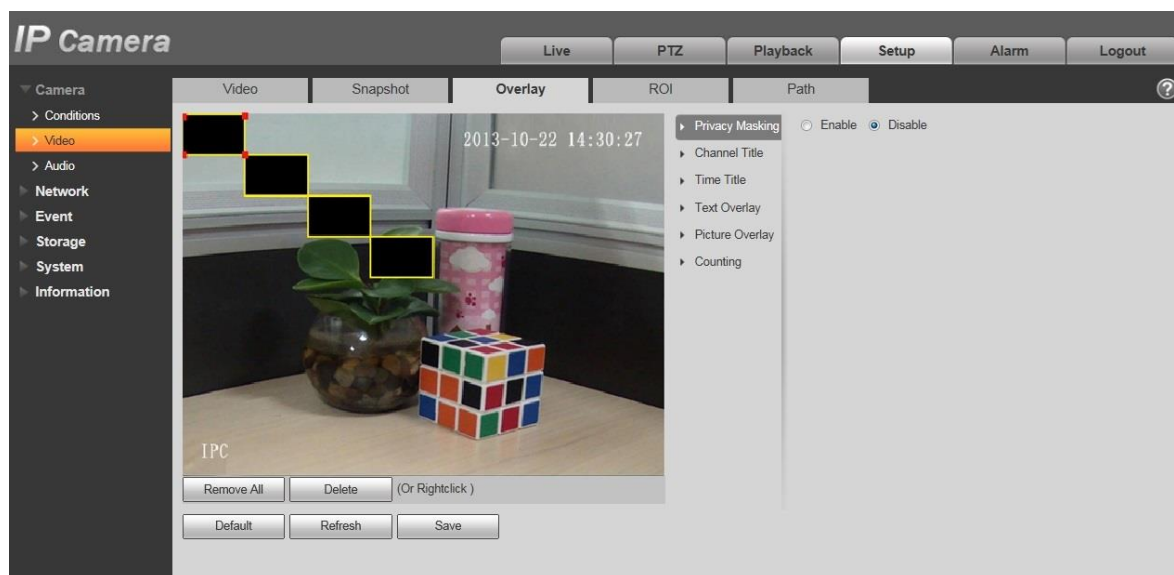 IP Camera
Live PTZ Playback Setup Alarm Logout
Camera
Conditions
Video
Audio
Network
Event
Storage
System
Information
Video Snapshot Overlay ROI Path
?
2013-10-22 14:30:27
IPC
Privacy Masking
Channel Title
Time Title
Text Overlay
Picture Overlay
Counting
Enable Disable
Remove All Delete (Or Rightclick )
Default Refresh Save